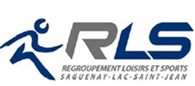 RLS
REGROUPEMENT LOISIRS ET SPORTS
SAGUENAY-LAC-SAINT-JEAN